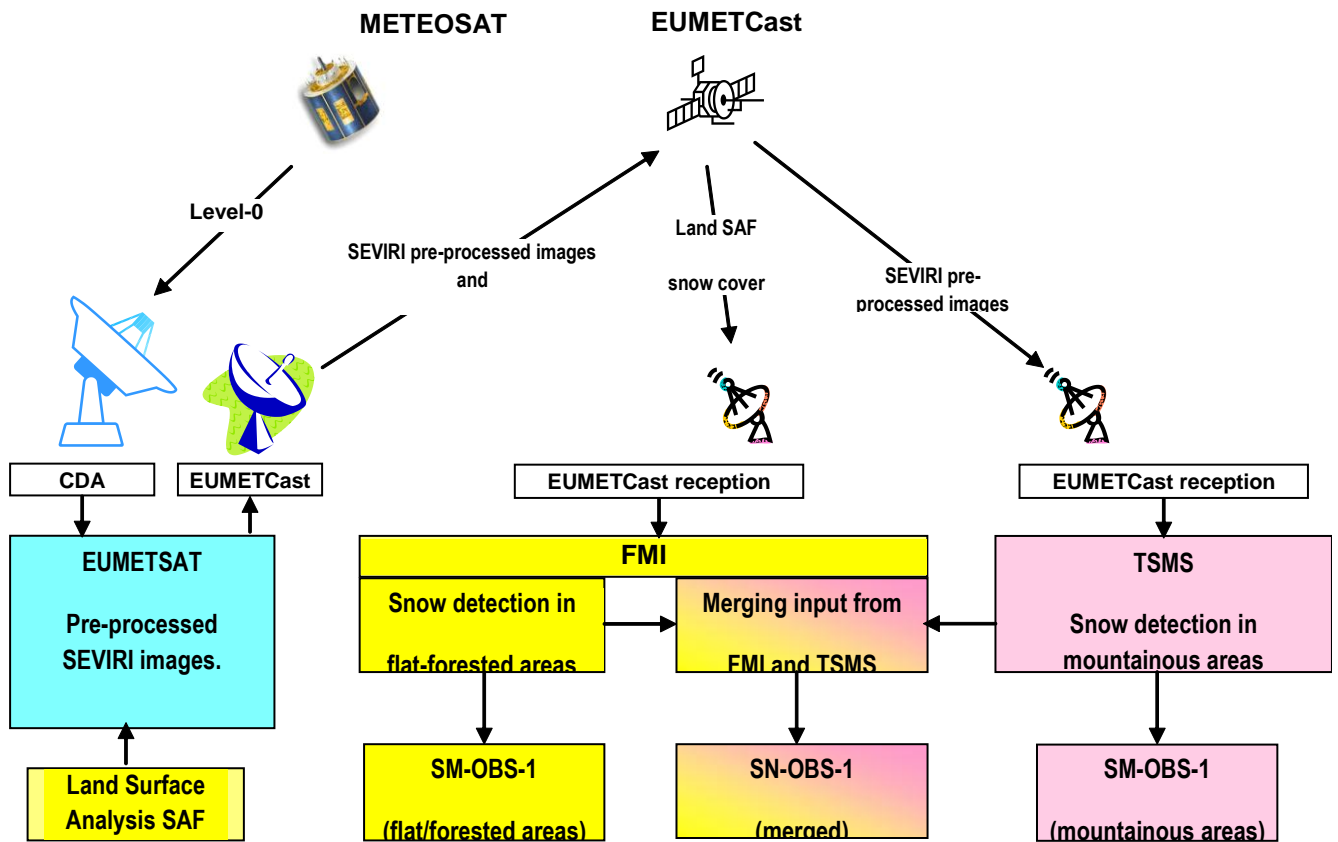 METEOSAT
EUMETCast
Level-0
SEVIRI pre-processed images
and
Land SAF
snow cover
SEVIRI pre-
processed images
CDA
EUMETCast
EUMETCast reception
EUMETCast reception
EUMETSAT
Pre-processed
SEVIRI images.
Land Surface
Analysis SAF
FMI
Snow detection in
flat-forested areas
Merging input from
FMI and TSMS
TSMS
Snow detection in
mountainous areas
SM-OBS-1
(flat/forested areas)
SN-OBS-1
(merged)
SM-OBS-1
(mountainous areas)